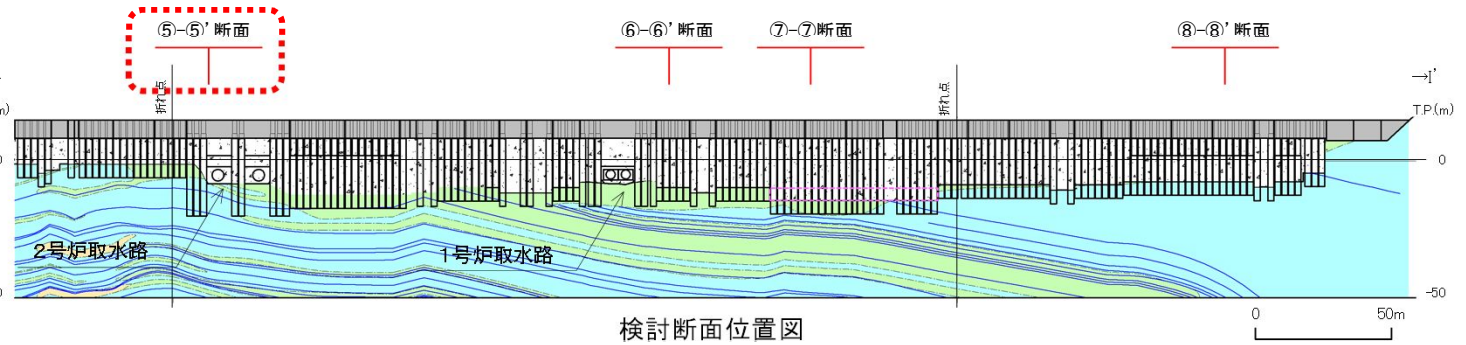 ⑤-⑤' 断面
⑥-⑥' 断面
⑦-⑦断面
⑧-⑧' 断面
→I'
折れ点
折れ点
m)
T.P.(m)
0
0
2号炉取水路
1号炉取水路
0
-50
検討断面位置図
0
50m